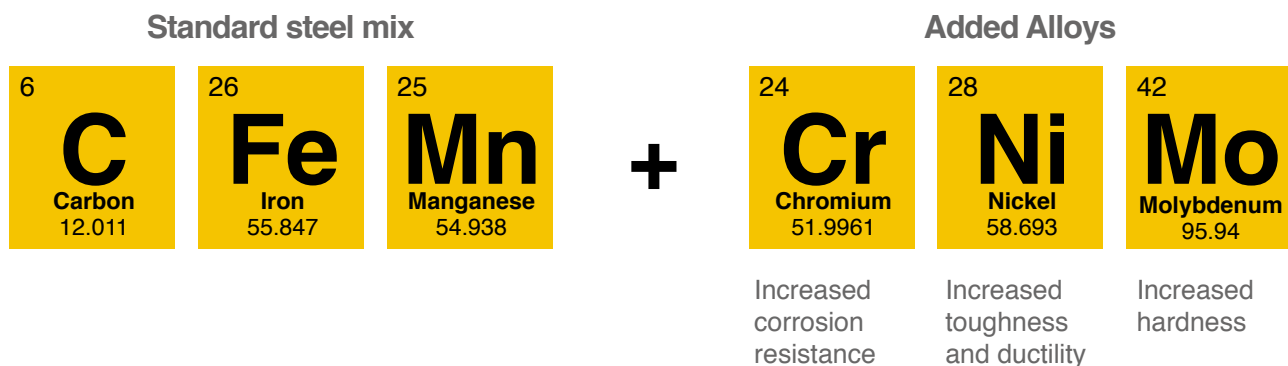 Standard steel mix
6
C
Carbon
12.011
26
Fe
Iron
55.847
25
Mn
Manganese
54.938
+
Added Alloys
24
Cr
Chromium
51.9961
Increased
corrosion
resistance
28
Ni
Nickel
58.693
Increased
toughness
and ductility
42
Mo
Molybdenum
95.94
Increased
hardness